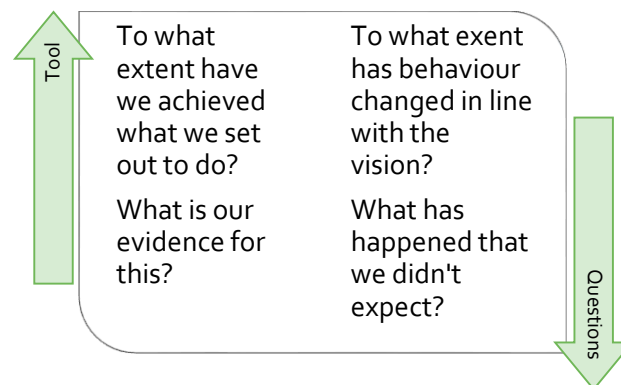 Tool
To what
extent have
we achieved
what we set
out to do?
What is our
evidence for
this?
To what exent
has behaviour
changed in line
with the
vision?
What has
happened that
we didn't
expect?
Questions